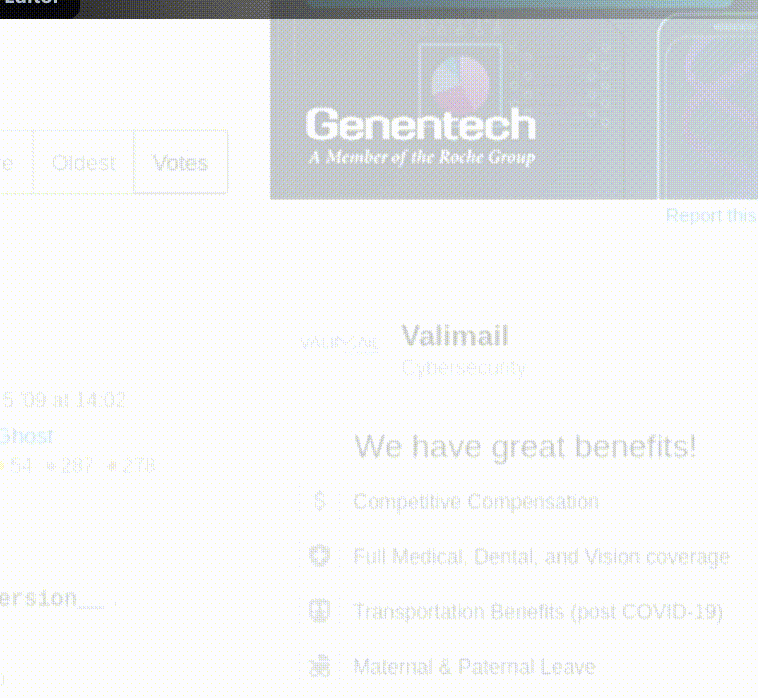 Editor
Genentech
A Member of the Roche Group
Oldest
Votes
Report this
Valimail
Cybersecurity
5 '09 at 14:02
Ghost
54 287 278
We have great benefits!
$ Competitive Compensation
Full Medical, Dental, and Vision coverage
Transportation Benefits (post COVID-19)
ersion__ .
Maternal & Paternal Leave